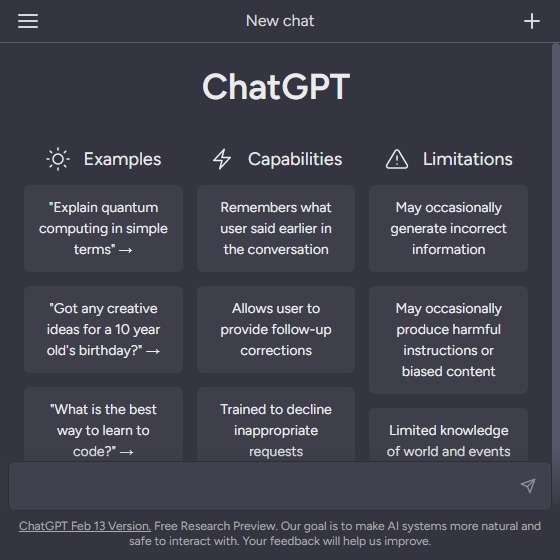 New chat
ChatGPT
Examples
"Explain quantum
computing in simple
terms" →
"Got any creative
ideas for a 10 year
old's birthday?" →
"What is the best
way to learn to
code?" →
Capabilities
Remembers what
user said earlier in
the conversation
Allows user to
provide follow-up
corrections
Trained to decline
inappropriate
requests
Limitations
May occasionally
generate incorrect
information
May occasionally
produce harmful
instructions or
biased content
Limited knowledge
of world and events
ChatGPT Feb 13 Version. Free Research Preview. Our goal is to make AI systems more natural and
safe to interact with. Your feedback will help us improve.